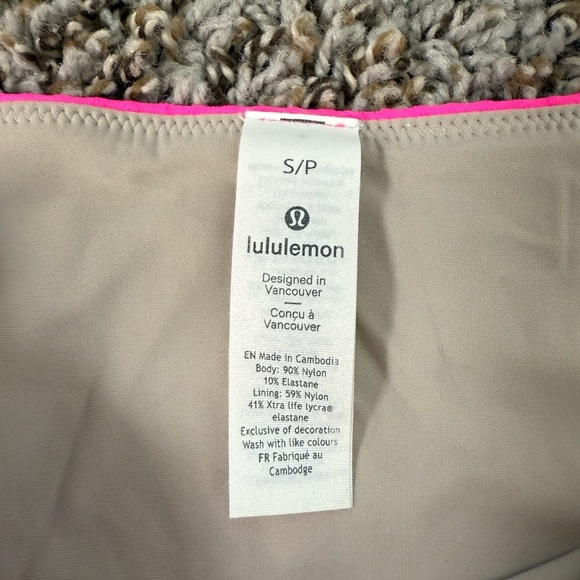 S/P
lululemon
Designed in
Vancouver
Conçu à
Vancouver
EN Made in Cambodia
Body: 90% Nylon
10% Elastane
Lining: 59% Nylon
41% Xtra life lycra®
elastane
Exclusive of decoration
Wash with like colours
FR Fabriqué au
Cambodge